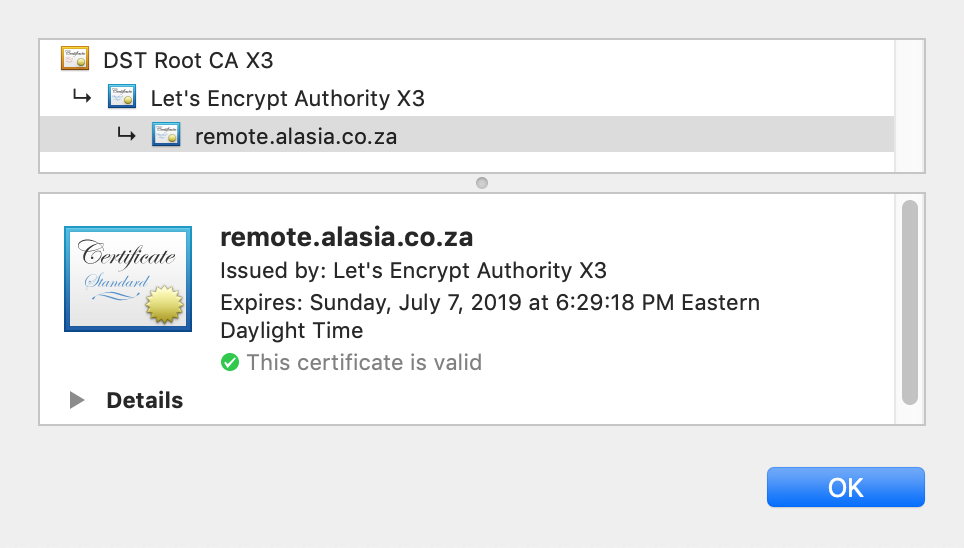 DST Root CA X3
Let's Encrypt Authority X3
remote.alasia.co.za
Certificate
Standard
remote.alasia.co.za
Issued by: Let's Encrypt Authority X3
Expires: Sunday, July 7, 2019 at 6:29:18 PM Eastern
Daylight Time
This certificate is valid
Details
OK